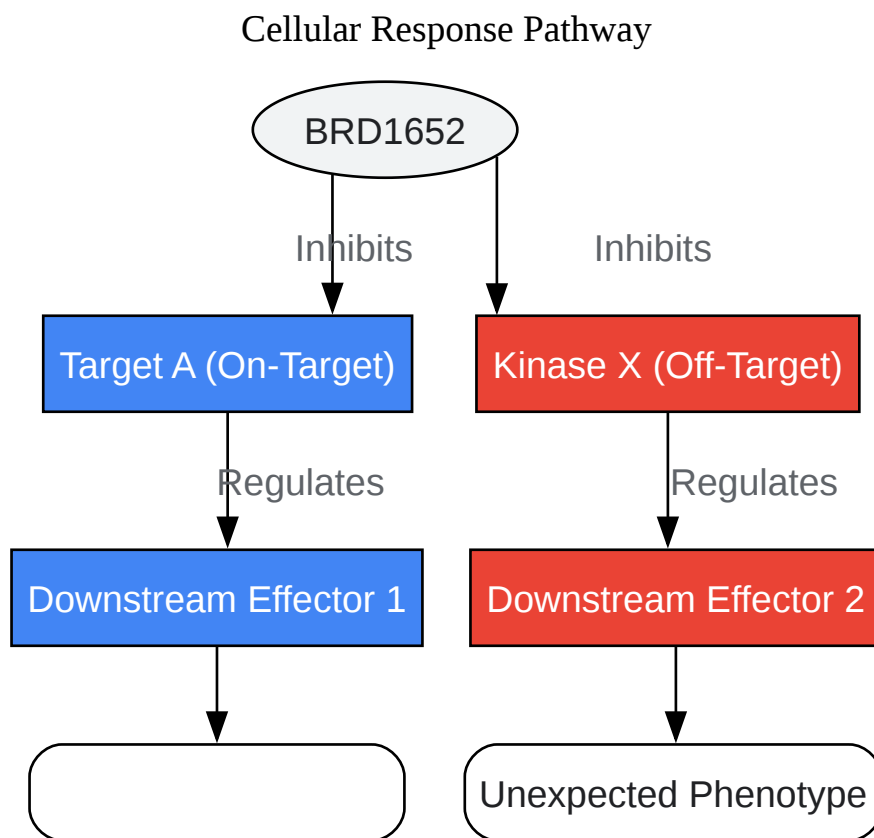 Cellular Response Pathway
BRD1652
Inhibits
Inhibits
Target A (On-Target)
Kinase X (Off-Target)
Regulates
Regulates
Downstream Effector 1
Downstream Effector 2
Unexpected Phenotype